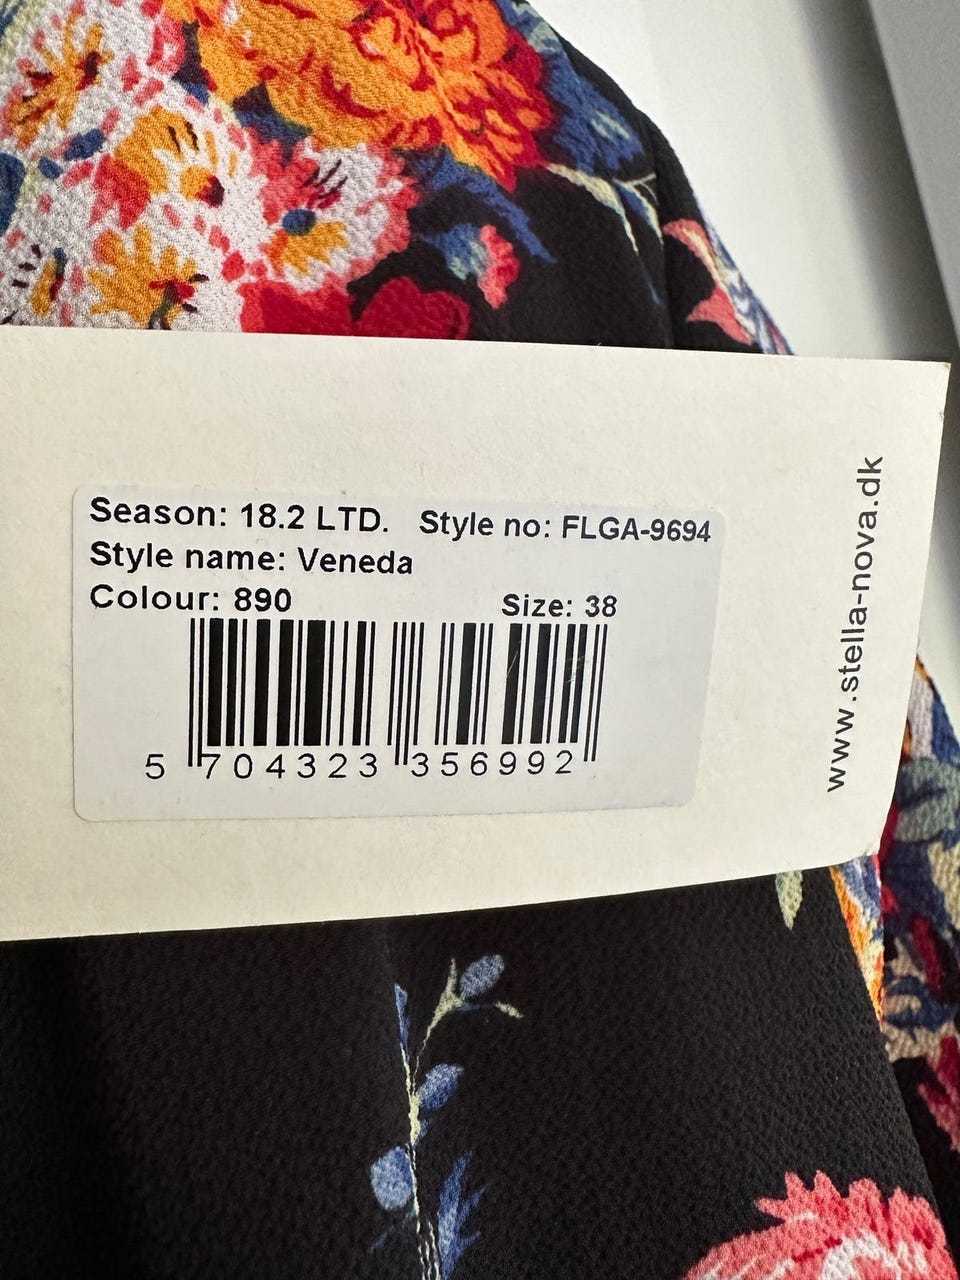 Season: 18.2 LTD. Style no: FLGA-9694
Style name: Veneda
Colour: 890 Size: 38
5 704323 356992
www.stella-nova.dk